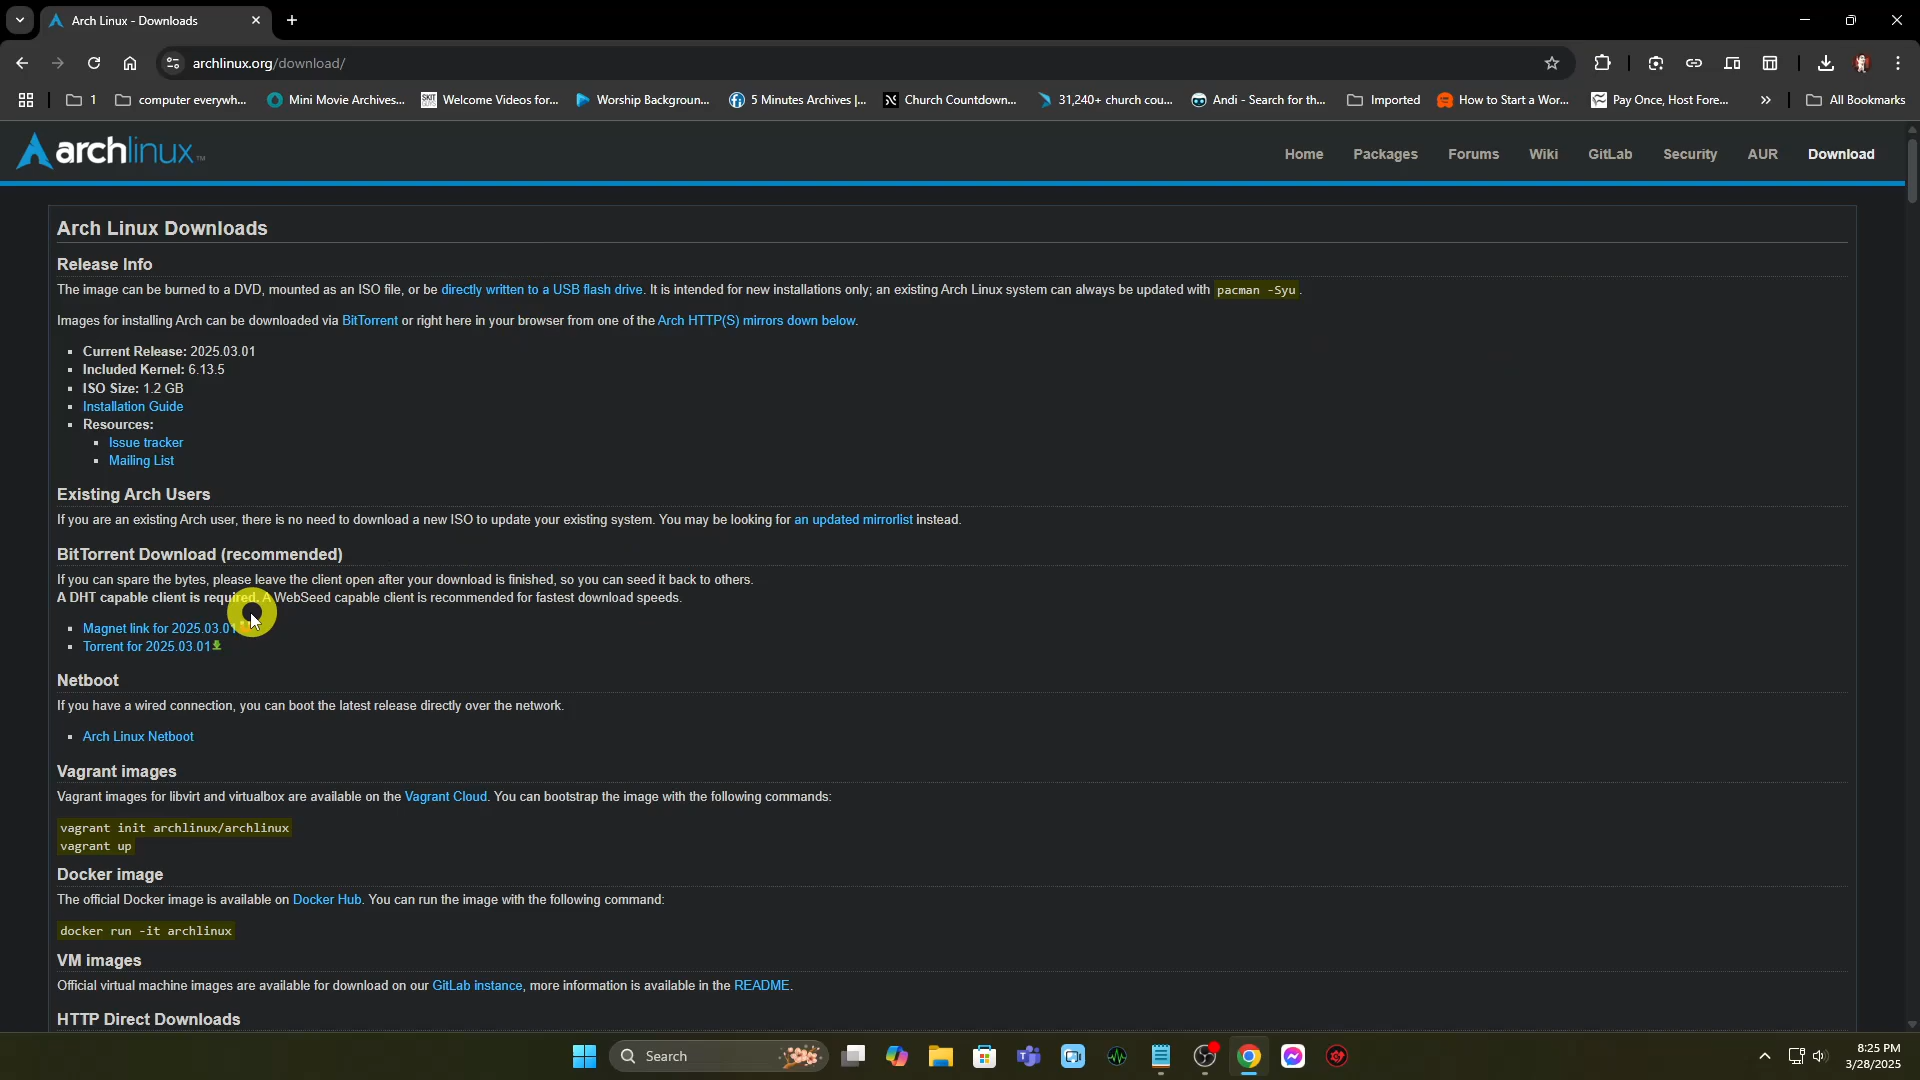 Arch Linux - Downloads
archlinux.org/download/
1
computer everywh...
Mini Movie Archives...
Welcome Videos for...
Worship Backgroun...
5 Minutes Archives |...
Church Countdown...
31,240+ church cou...
Andi - Search for th...
Imported
How to Start a Wor...
Pay Once, Host Fore...
»
All Bookmarks
archlinux™
Home
Packages
Forums
Wiki
GitLab
Security
AUR
Download
Arch Linux Downloads
Release Info
The image can be burned to a DVD, mounted as an ISO file, or be directly written to a USB flash drive. It is intended for new installations only; an existing Arch Linux system can always be updated with pacman -Syu.
Images for installing Arch can be downloaded via BitTorrent or right here in your browser from one of the Arch HTTP(S) mirrors down below.
Current Release: 2025.03.01
Included Kernel: 6.13.5
ISO Size: 1.2 GB
Installation Guide
Resources:
Issue tracker
Mailing List
Existing Arch Users
If you are an existing Arch user, there is no need to download a new ISO to update your existing system. You may be looking for an updated mirrorlist instead.
BitTorrent Download (recommended)
If you can spare the bytes, please leave the client open after your download is finished, so you can seed it back to others.
A DHT capable client is required. A WebSeed capable client is recommended for fastest download speeds.
Magnet link for 2025.03.01
Torrent for 2025.03.01
Netboot
If you have a wired connection, you can boot the latest release directly over the network.
Arch Linux Netboot
Vagrant images
Vagrant images for libvirt and virtualbox are available on the Vagrant Cloud. You can bootstrap the image with the following commands:
vagrant init archlinux/archlinux
vagrant up
Docker image
The official Docker image is available on Docker Hub. You can run the image with the following command:
docker run -it archlinux
VM images
Official virtual machine images are available for download on our GitLab instance, more information is available in the README.
HTTP Direct Downloads
Search
8:25 PM
3/28/2025